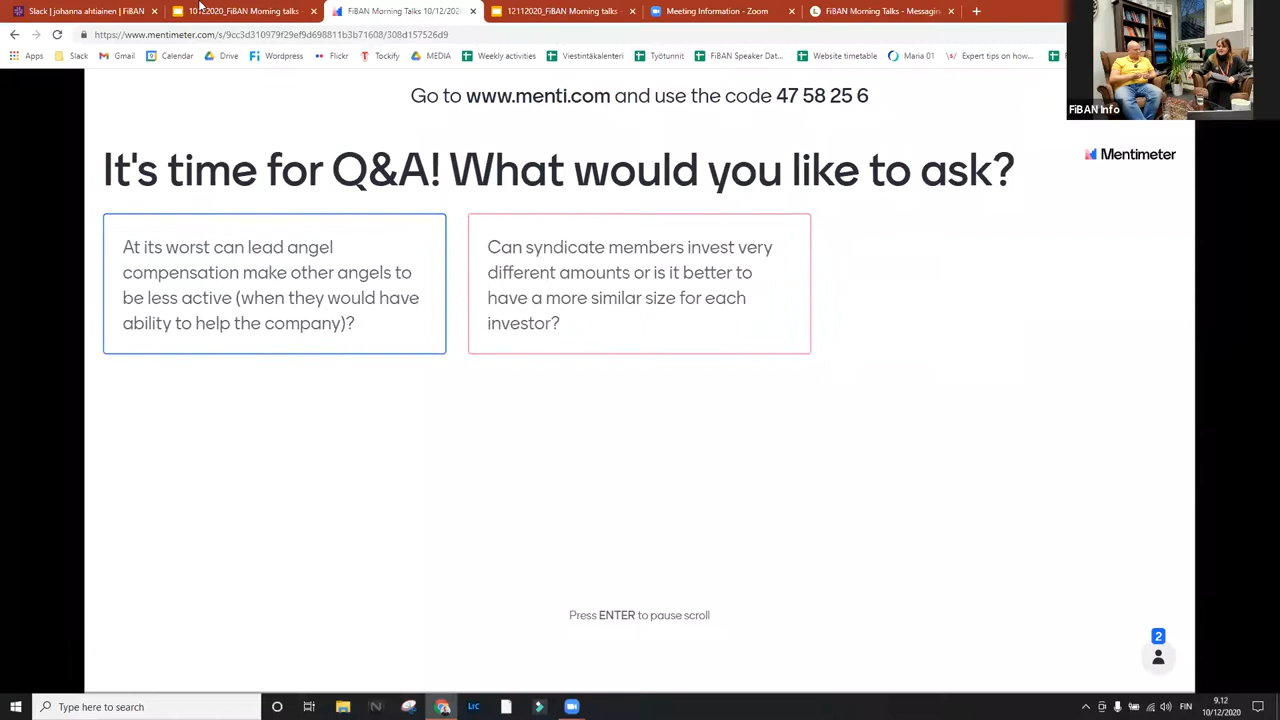 Slack | johanna ahtiainen | FiBAN
10122020_FiBAN Morning talks -
FiBAN Morning Talks 10/12/202
12112020_FiBAN Morning talks -
Meeting Information - Zoom
FiBAN Morning Talks - Messagin
https://www.mentimeter.com/s/9cc3d310979f29ef9d698811b3b71608/308d157526d9
Apps
Slack
Gmail
Calendar
Drive
Wordpress
Flickr
Tockify
MEDIA
Weekly activities
Viestintäkalenteri
Työtunnit
FiBAN Speaker Dat...
Website timetable
Maria 01
Expert tips on how...
FiBAN Info
Go to www.menti.com and use the code 47 58 25 6
It's time for Q&A! What would you like to ask?
Mentimeter
At its worst can lead angel
compensation make other angels to
be less active (when they would have
ability to help the company)?
Can syndicate members invest very
different amounts or is it better to
have a more similar size for each
investor?
Press ENTER to pause scroll
2
Type here to search
LrC
FIN
9.12
10/12/2020